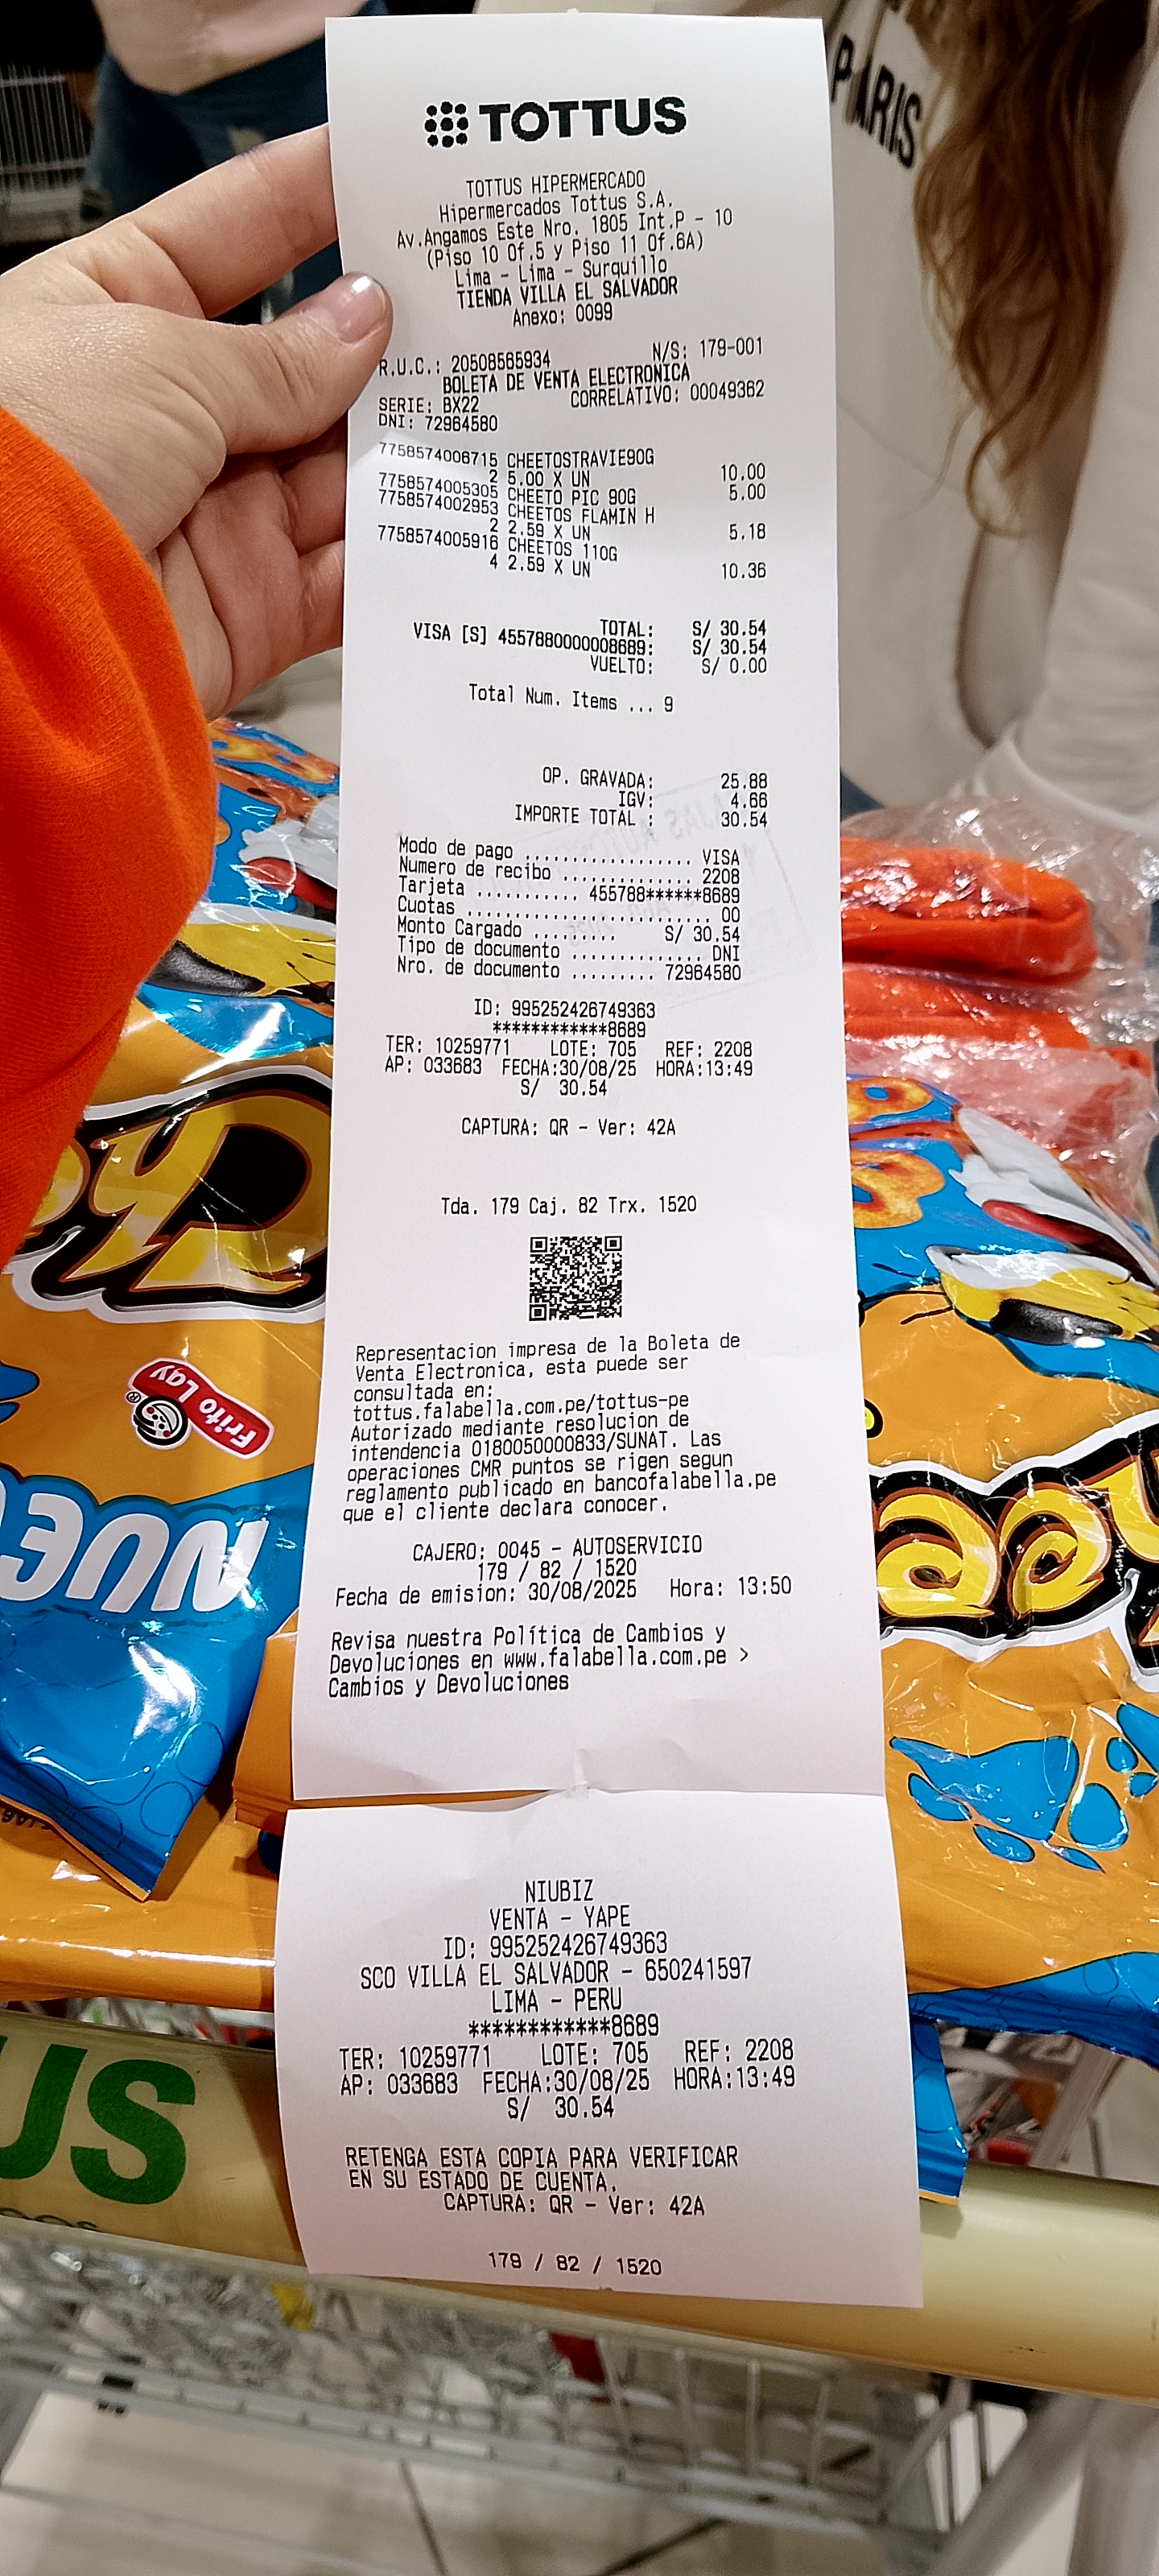 PARIS
TOTTUS
TOTTUS HIPERMERCADO
Hipermercados Tottus S.A.
Av.Angamos Este Nro. 1805 Int.P - 10
(Piso 10 Of.5 y Piso 11 Of.6A)
Lima - Lima - Surquillo
TIENDA VILLA EL SALVADOR
Anexo: 0099
R.U.C.: 20508565934 N/S: 179-001
BOLETA DE VENTA ELECTRONICA
SERIE: BX22 CORRELATIVO: 00049362
DNI: 72964580
7758574006715 CHEETOSTRAVIE90G
2 5.00 X UN 10.00
7758574005305 CHEETO PIC 90G 5.00
7758574002953 CHEETOS FLAMIN H
2 2.59 X UN 5.18
7758574005916 CHEETOS 110G
4 2.59 X UN 10.36
TOTAL: S/ 30.54
VISA [S] 4557880000008689: S/ 30.54
VUELTO: S/ 0.00
Total Num. Items ... 9
OP. GRAVADA: 25.88
IGV: 4.66
IMPORTE TOTAL : 30.54
Modo de pago .................. VISA
Numero de recibo .............. 2208
Tarjeta ........... 455788******8689
Cuotas ........................... 00
Monto Cargado ......... S/ 30.54
Tipo de documento .............. DNI
Nro. de documento ......... 72964580
ID: 995252426749363
************8689
TER: 10259771 LOTE: 705 REF: 2208
AP: 033683 FECHA:30/08/25 HORA:13:49
S/ 30.54
CAPTURA: QR - Ver: 42A
Tda. 179 Caj. 82 Trx. 1520
Representacion impresa de la Boleta de
Venta Electronica, esta puede ser
consultada en:
tottus.falabella.com.pe/tottus-pe
Autorizado mediante resolucion de
intendencia 0180050000833/SUNAT. Las
operaciones CMR puntos se rigen segun
reglamento publicado en bancofalabella.pe
que el cliente declara conocer.
CAJERO: 0045 - AUTOSERVICIO
179 / 82 / 1520
Fecha de emision: 30/08/2025 Hora: 13:50
Revisa nuestra Política de Cambios y
Devoluciones en www.falabella.com.pe >
Cambios y Devoluciones
NIUBIZ
VENTA - YAPE
ID: 995252426749363
SCO VILLA EL SALVADOR - 650241597
LIMA - PERU
************8689
TER: 10259771 LOTE: 705 REF: 2208
AP: 033683 FECHA:30/08/25 HORA:13:49
S/ 30.54
RETENGA ESTA COPIA PARA VERIFICAR
EN SU ESTADO DE CUENTA.
CAPTURA: QR - Ver: 42A
179 / 82 / 1520
Frito Lay